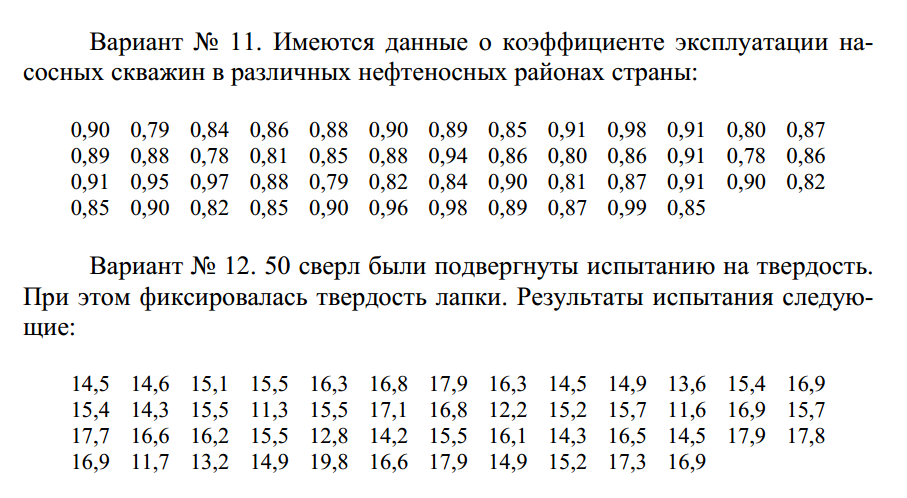 Вариант № 11. Имеются данные о коэффициенте эксплуатации на-
сосных скважин в различных нефтеносных районах страны:
0,90 0,79 0,84 0,86 0,88 0,90 0,89 0,85 0,91 0,98 0,91 0,80 0,87
0,89 0,88 0,78 0,81 0,85 0,88 0,94 0,86 0,80 0,86 0,91 0,78 0,86
0,91 0,95 0,97 0,88 0,79 0,82 0,84 0,90 0,81 0,87 0,91 0,90 0,82
0,85 0,90 0,82 0,85 0,90 0,96 0,98 0,89 0,87 0,99 0,85
Вариант № 12. 50 сверл были подвергнуты испытанию на твердость.
При этом фиксировалась твердость лапки. Результаты испытания следую-
щие:
14,5 14,6 15,1 15,5 16,3 16,8 17,9 16,3 14,5 14,9 13,6 15,4 16,9
15,4 14,3 15,5 11,3 15,5 17,1 16,8 12,2 15,2 15,7 11,6 16,9 15,7
17,7 16,6 16,2 15,5 12,8 14,2 15,5 16,1 14,3 16,5 14,5 17,9 17,8
16,9 11,7 13,2 14,9 19,8 16,6 17,9 14,9 15,2 17,3 16,9